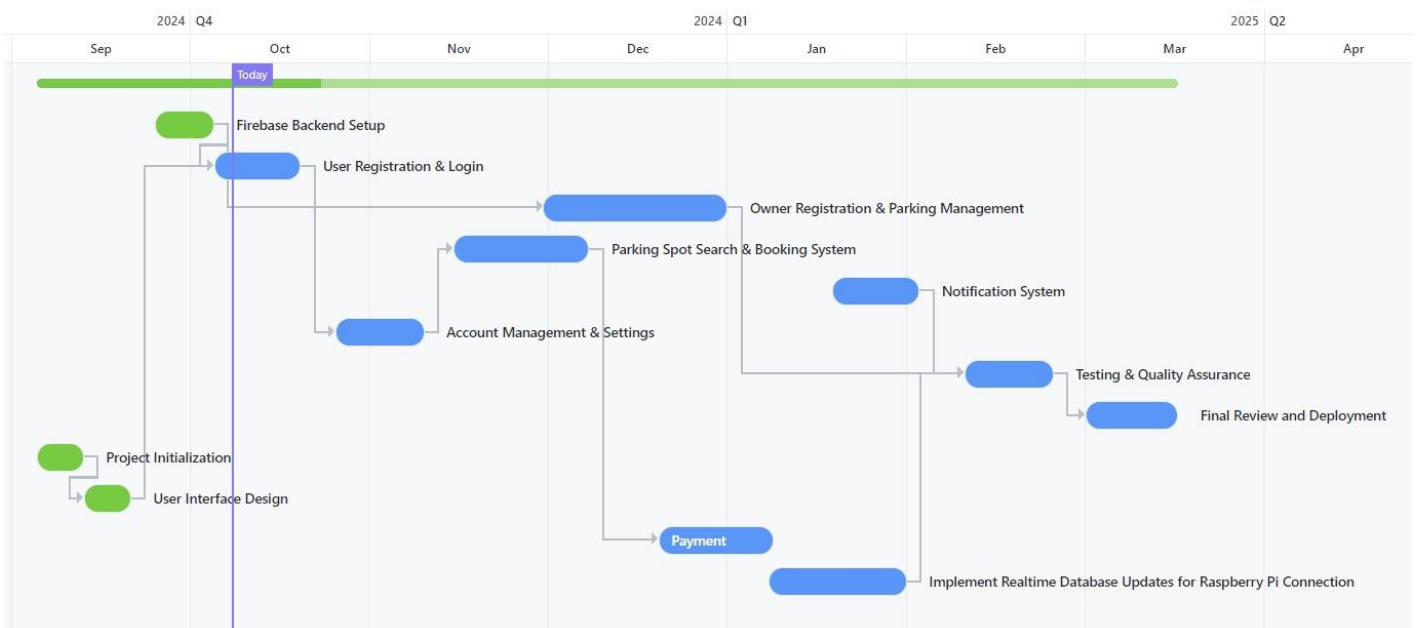 2024 Q4 2024 Q1 2025 Q2
Sep Oct Nov Dec Jan Feb Mar Apr
Today
Firebase Backend Setup
User Registration & Login
Owner Registration & Parking Management
Parking Spot Search & Booking System
Notification System
Account Management & Settings
Testing & Quality Assurance
Final Review and Deployment
Project Initialization
User Interface Design
Payment
Implement Realtime Database Updates for Raspberry Pi Connection